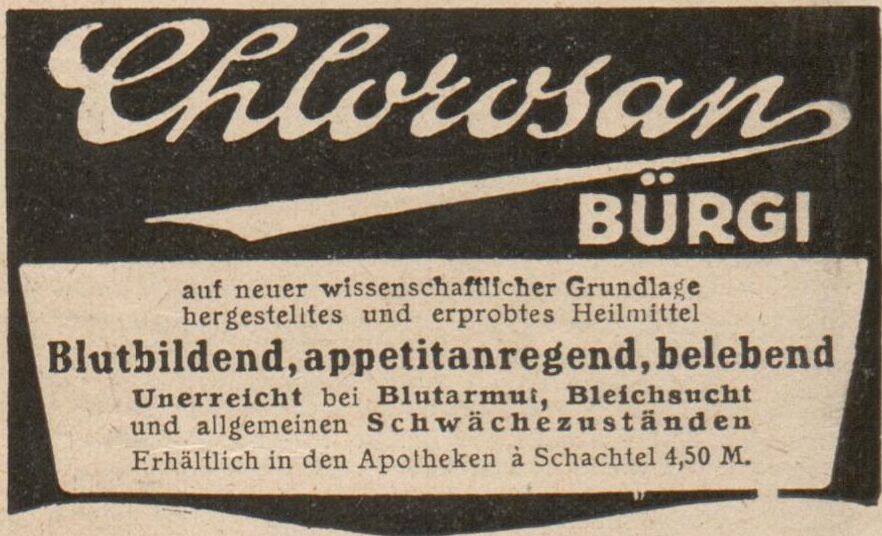 Chlorosan
BÜRGI
auf neuer wissenschaftlicher Grundlage
hergestelltes und erprobtes Heilmittel
Blutbildend, appetitanregend, belebend
Unerreicht bei Blutarmut, Bleichsucht
und allgemeinen Schwächezuständen
Erhältlich in den Apotheken à Schachtel 4,50 M.